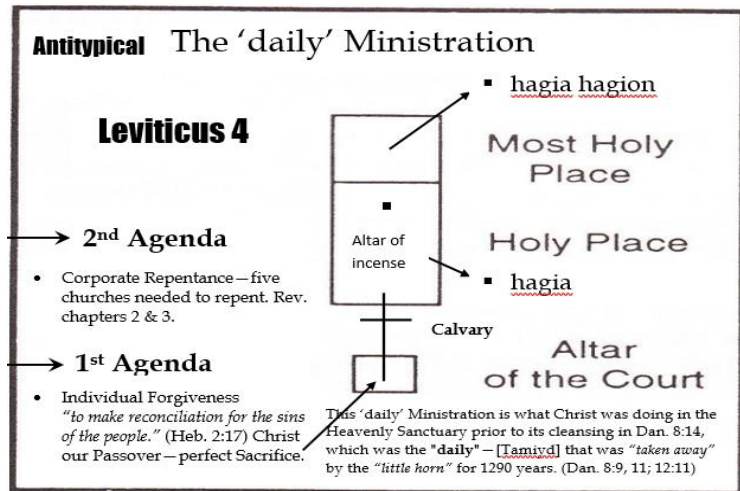 Antitypical The 'daily' Ministration
▪ hagia hagion
Leviticus 4
Most Holy
Place
2nd Agenda
• Corporate Repentance—five
churches needed to repent. Rev.
chapters 2 & 3.
Altar of
incense
Holy Place
▪ hagia
Calvary
1st Agenda
• Individual Forgiveness
"to make reconciliation for the sins
of the people." (Heb. 2:17) Christ
our Passover—perfect Sacrifice.
Altar
of the Court
This 'daily' Ministration is what Christ was doing in the
Heavenly Sanctuary prior to its cleansing in Dan. 8:14,
which was the "daily"—[Tamiyd] that was "taken away"
by the "little horn" for 1290 years. (Dan. 8:9, 11; 12:11)